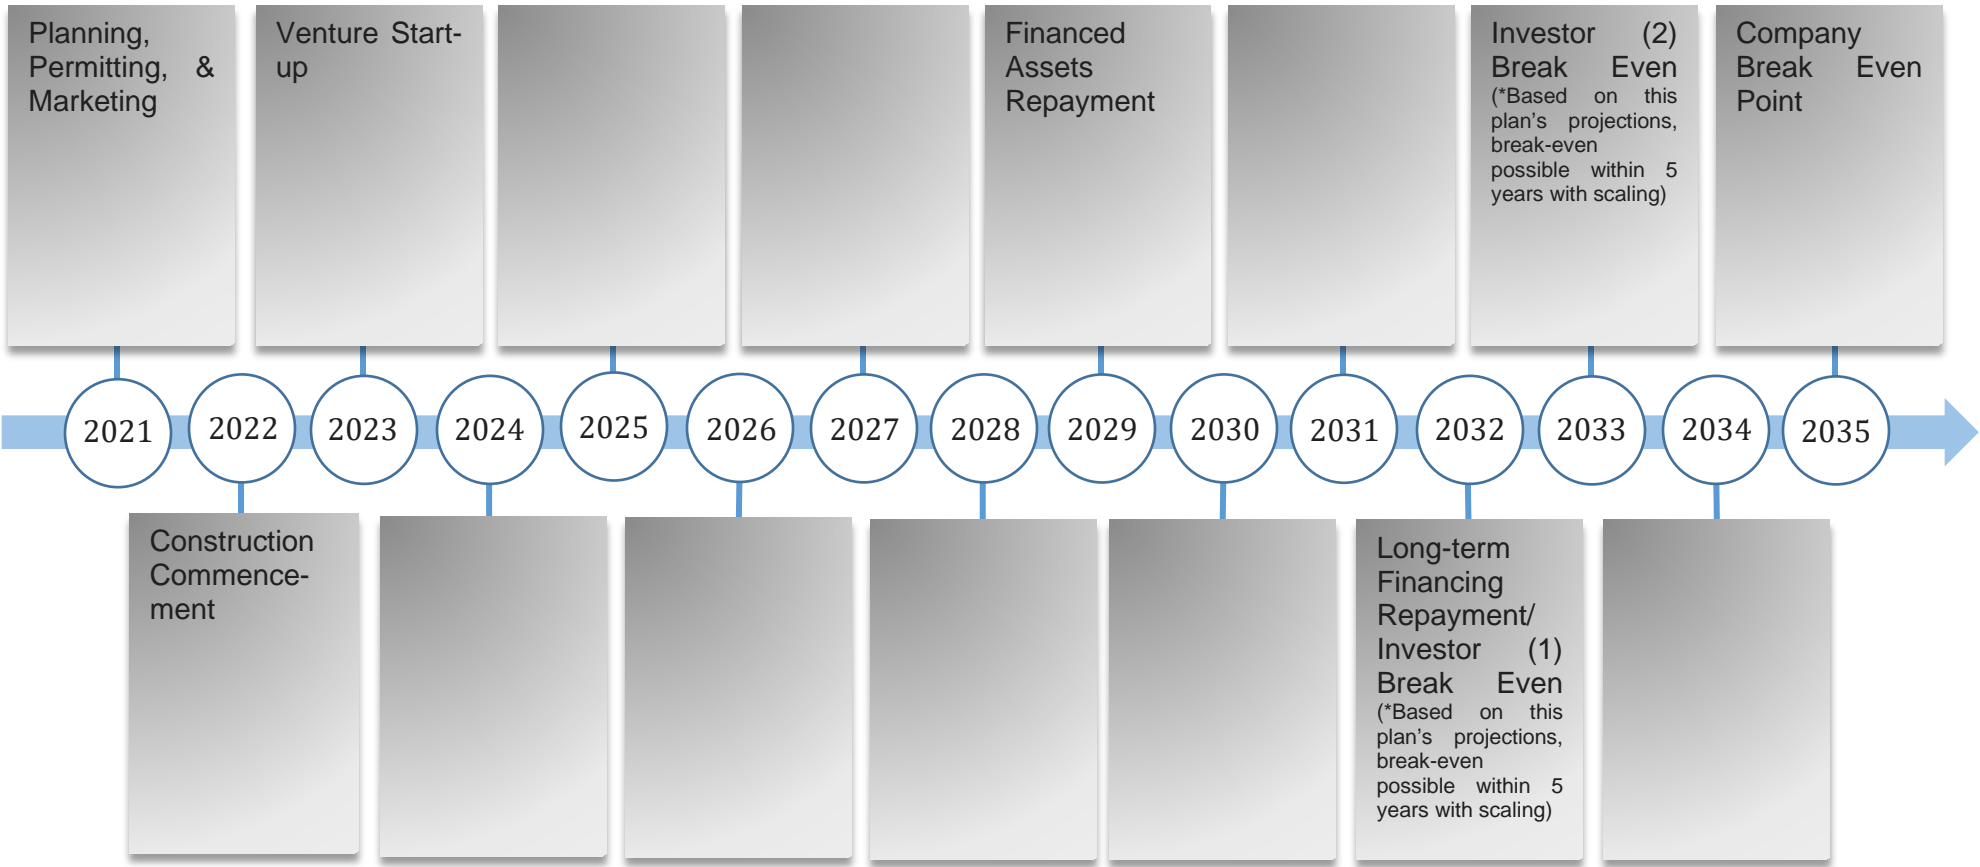 Planning,
Permitting, &
Marketing
Venture Start-
up
Financed
Assets
Repayment
Investor (2)
Break Even
(*Based on this
plan’s projections,
break-even
possible within 5
years with scaling)
Company
Break Even
Point
2021
2022
2023
2024
2025
2026
2027
2028
2029
2030
2031
2032
2033
2034
2035
Construction
Commence-
ment
Long-term
Financing
Repayment/
Investor (1)
Break Even
(*Based on this
plan’s projections,
break-even
possible within 5
years with scaling)